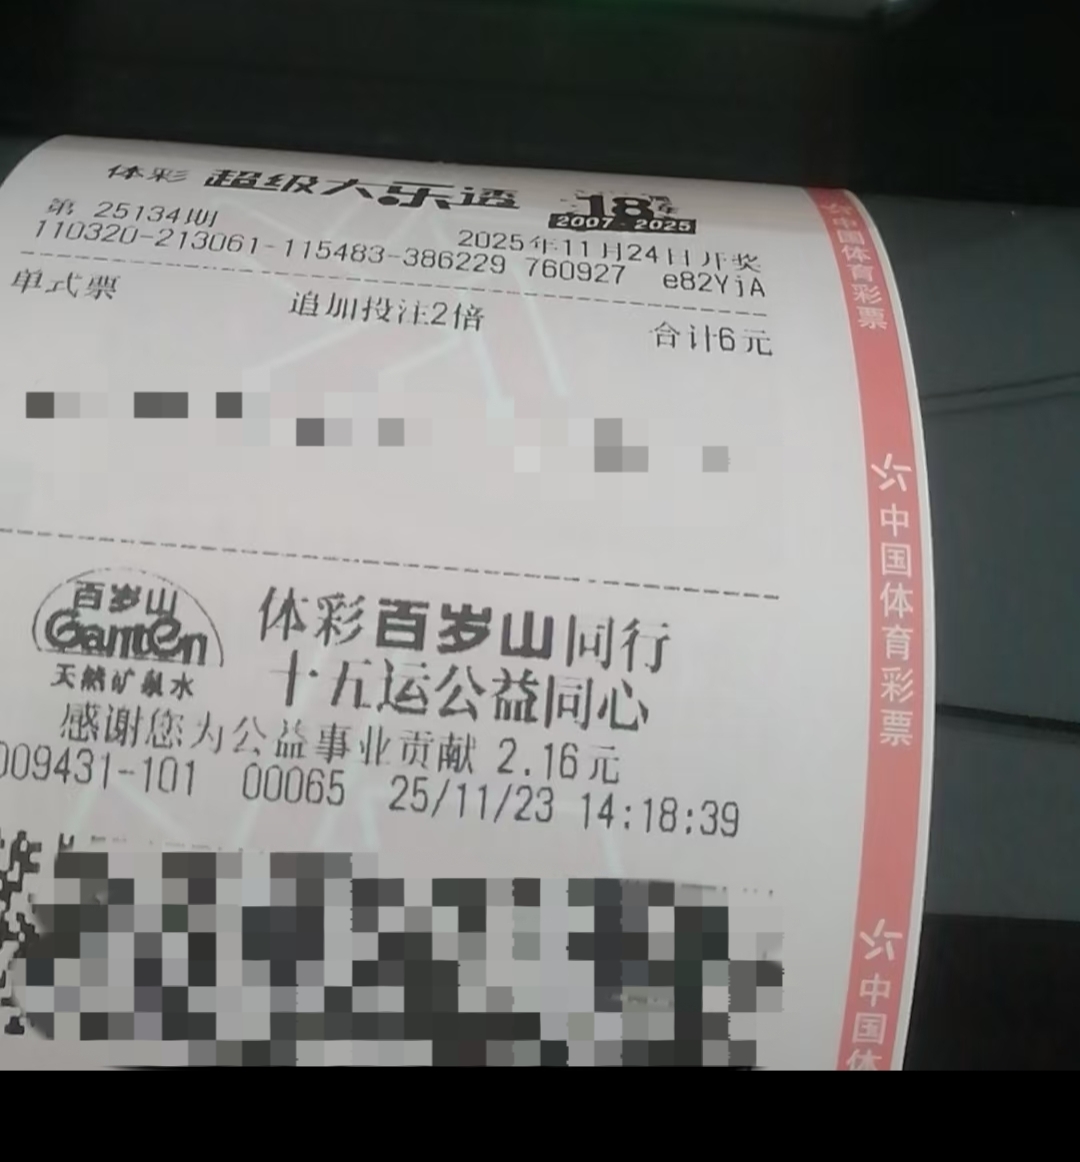 体彩 超级大乐透 18年
2007-2025
第 25134期 2025年11月24日开奖
110320-213061-115483-386229 760927 e82YjA
单式票 追加投注2倍 合计6元
百岁山
Ganten
天然矿泉水
体彩百岁山同行
十五运公益同心
感谢您为公益事业贡献 2.16元
009431-101 00065 25/11/23 14:18:39
中国体育彩票
中国体育彩票
中国体